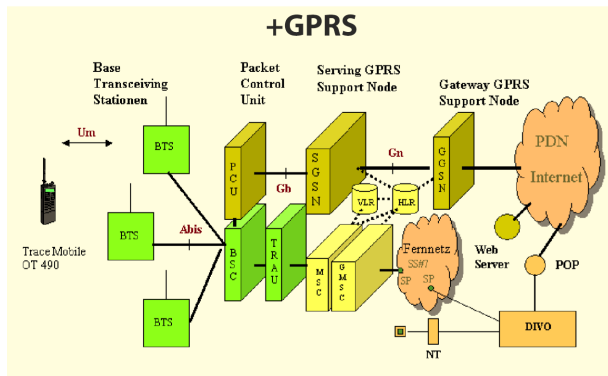 +GPRS
Base
Transceiving
Stationen
Packet
Control
Unit
Serving GPRS
Support Node
Gateway GPRS
Support Node
Um
BTS
PCU
SGSN
Gn
GGSN
PDN
Internet
Gb
VLR
HLR
BTS
Abis
BSC
TRAU
MSC
GMSC
Fernnetz
SS#7
SP
SP
Web
Server
POP
Trace Mobile
OT 490
BTS
DIVO
NT